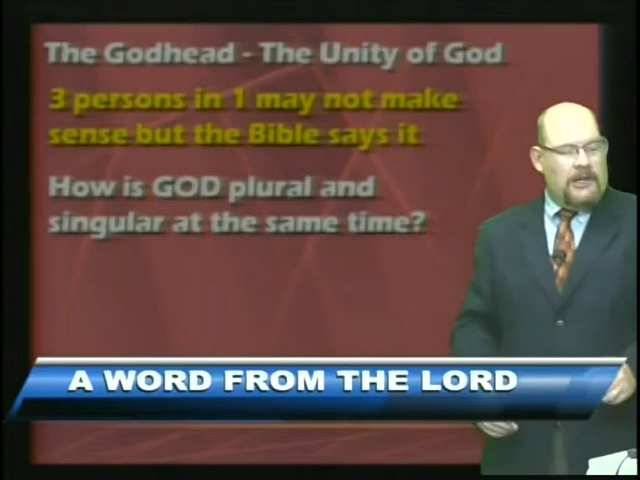 The Godhead - The Unity of God
3 persons in 1 may not make
sense but the Bible says it
How is GOD plural and
singular at the same time?
A WORD FROM THE LORD